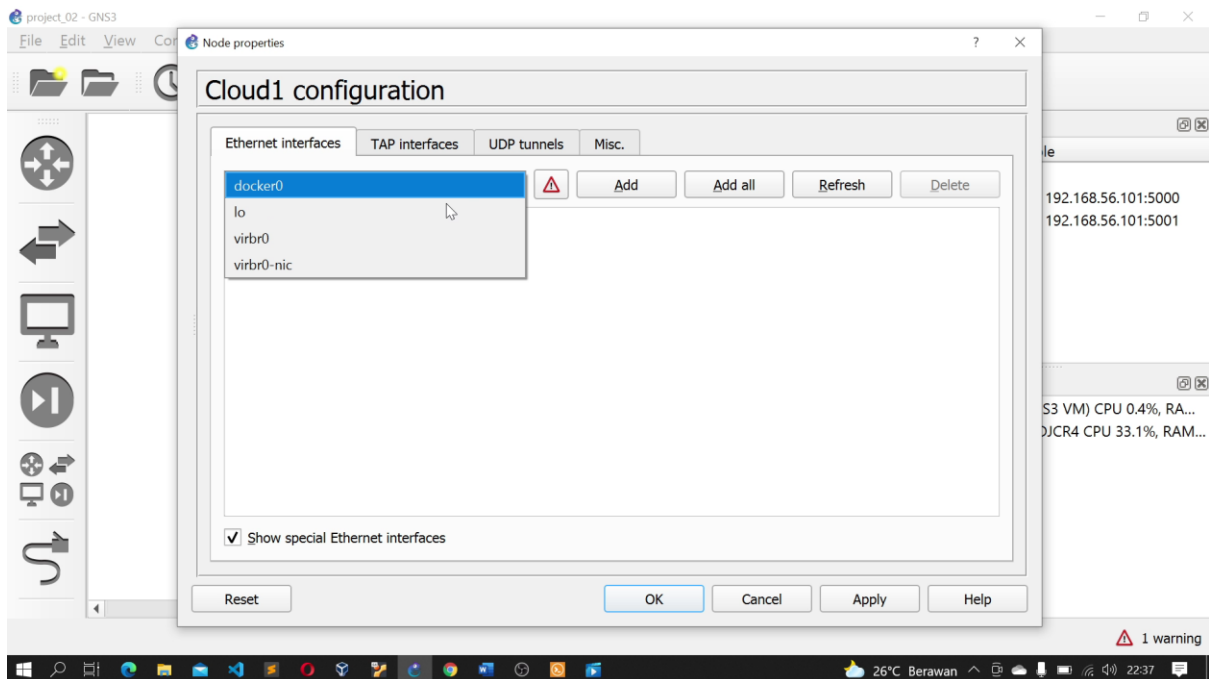 project_02 - GNS3
File Edit View Cor
Node properties
Cloud1 configuration
Ethernet interfaces TAP interfaces UDP tunnels Misc.
docker0 Add Add all Refresh Delete
lo
virbr0
virbr0-nic
Show special Ethernet interfaces
Reset OK Cancel Apply Help
le
192.168.56.101:5000
192.168.56.101:5001
S3 VM) CPU 0.4%, RA...
DJCR4 CPU 33.1%, RAM...
1 warning
26°C Berawan 22:37